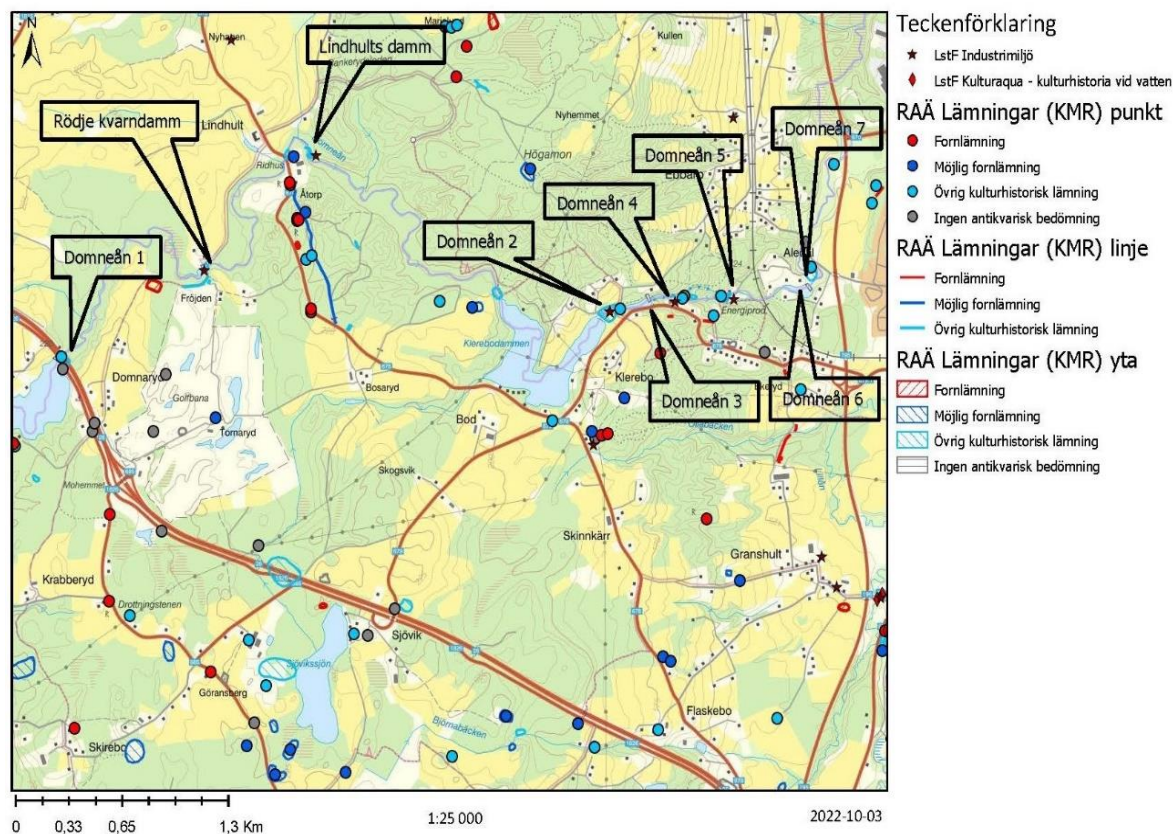 N
Nyhagen
Lindhults damm
Kullen
Teckenförklaring
LstF Industrimiljö
LstF Kulturaqua - kulturhistoria vid vatten
RAÄ Lämningar (KMR) punkt
Fornlämning
Möjlig fornlämning
Övrig kulturhistorisk lämning
Ingen antikvarisk bedömning
RAÄ Lämningar (KMR) linje
Fornlämning
Möjlig fornlämning
Övrig kulturhistorisk lämning
RAÄ Lämningar (KMR) yta
Fornlämning
Möjlig fornlämning
Övrig kulturhistorisk lämning
Ingen antikvarisk bedömning
Rödje kvarndamm
Lindhult
Nyhemmet
Domneån 7
Domneån 5
Högamon
Ridhus
Åtorp
Domneån 4
Domneån 2
Domneån 1
Fröjden
Energiprod.
Klerebodammen
Domnaryd
Golfbana
Bosaryd
Klerebo
Domneån 3
Domneån 6
Bod
Skogsvik
Mohemmet
Skinnkärr
Granshult
Krabberyd
Drottningstenen
Sjövik
Sjövikssjön
Göransberg
Flaskebo
Björnabäcken
Skirebo
0 0,33 0,65 1,3 Km
1:25 000
2022-10-03